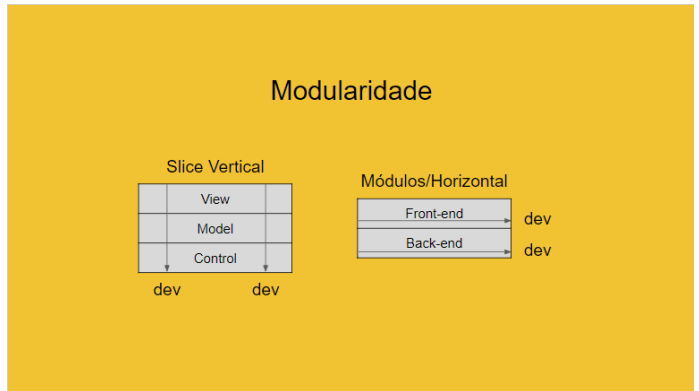 Modularidade
Slice Vertical
View
Model
Control
dev
dev
Módulos/Horizontal
Front-end
dev
Back-end
dev